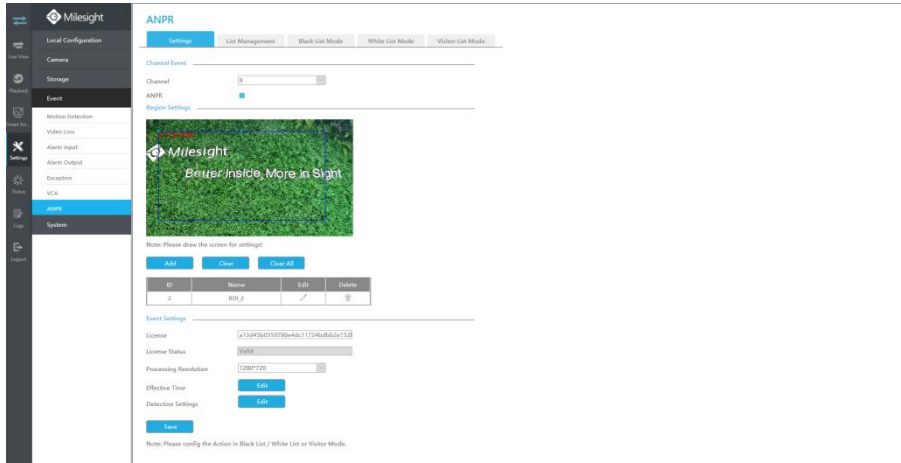 Milesight
ANPR
Local Configuration
Settings
List Management
Black List Mode
White List Mode
Visitor List Mode
Live View
Camera
Channel Event
Playback
Storage
Channel
9
Event
ANPR
Region Settings
Motion Detection
Video Loss
Alarm Input
Milesight
Better Inside, More in Sight
Settings
Alarm Output
Exception
Status
VCA
ANPR
Logs
System
Note: Please draw the screen for settings!
Logout
Add
Clear
Clear All
ID Name Edit Delete
2 ROI_2
Event Settings
License
License Status
Valid
Processing Resolution
1280*720
Effective Time
Edit
Detection Settings
Edit
Save
Note: Please config the Action in Black List / White List or Visitor Mode.